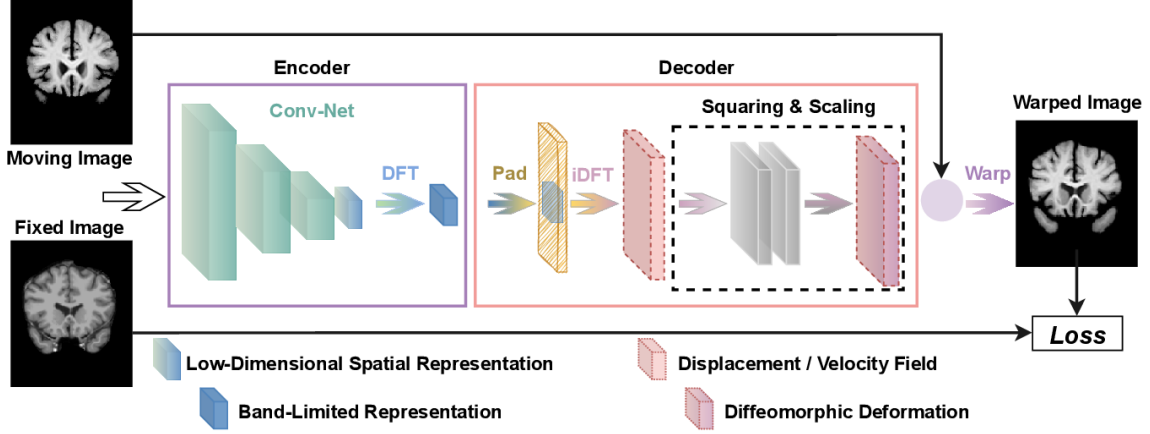 Encoder
Decoder
Conv-Net
Squaring & Scaling
Warped Image
Moving Image
DFT
Pad
iDFT
Warp
Fixed Image
Loss
Low-Dimensional Spatial Representation
Displacement / Velocity Field
Band-Limited Representation
Diffeomorphic Deformation